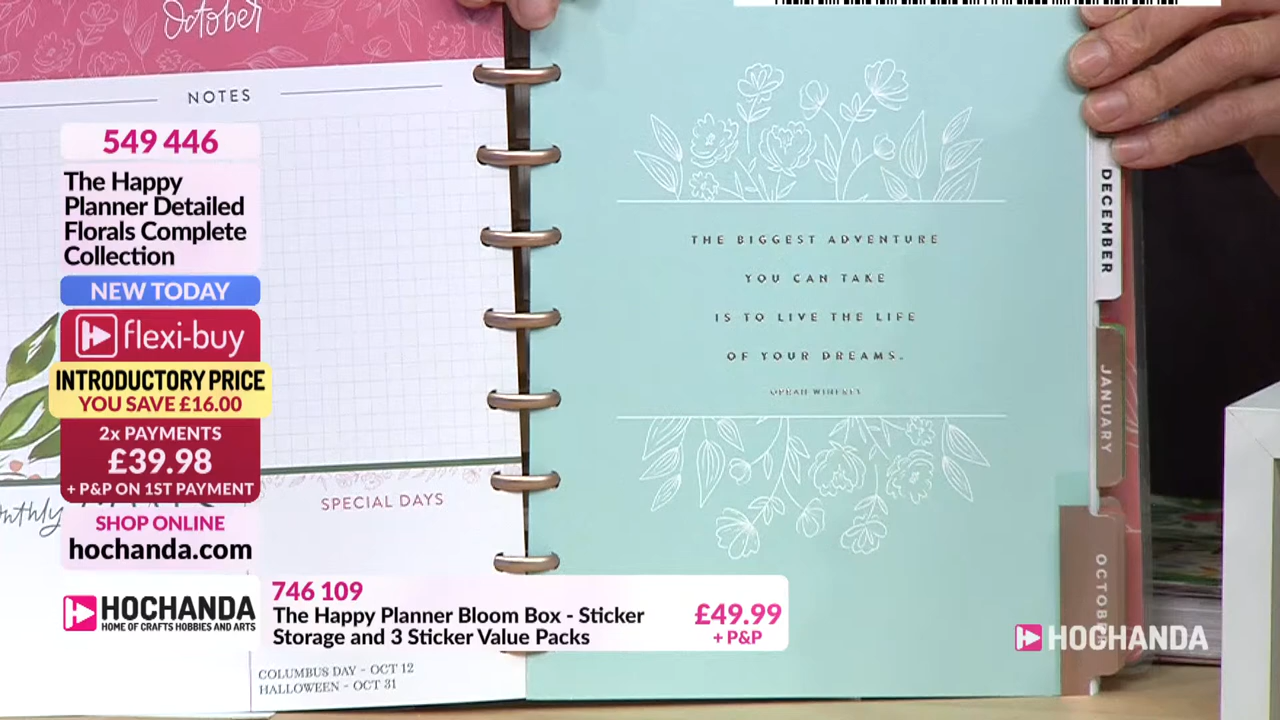 October
NOTES
549 446
The Happy
Planner Detailed
Florals Complete
Collection
NEW TODAY
flexi-buy
INTRODUCTORY PRICE
YOU SAVE £16.00
2x PAYMENTS
£39.98
+ P&P ON 1ST PAYMENT
SHOP ONLINE
hochanda.com
SPECIAL DAYS
HOCHANDA
HOME OF CRAFTS HOBBIES AND ARTS
746 109
The Happy Planner Bloom Box - Sticker
Storage and 3 Sticker Value Packs
£49.99
+ P&P
COLUMBUS DAY - OCT 12
HALLOWEEN - OCT 31
THE BIGGEST ADVENTURE
YOU CAN TAKE
IS TO LIVE THE LIFE
OF YOUR DREAMS.
OPRAH WINFREY
DECEMBER
JANUARY
OCTOBER
HOCHANDA